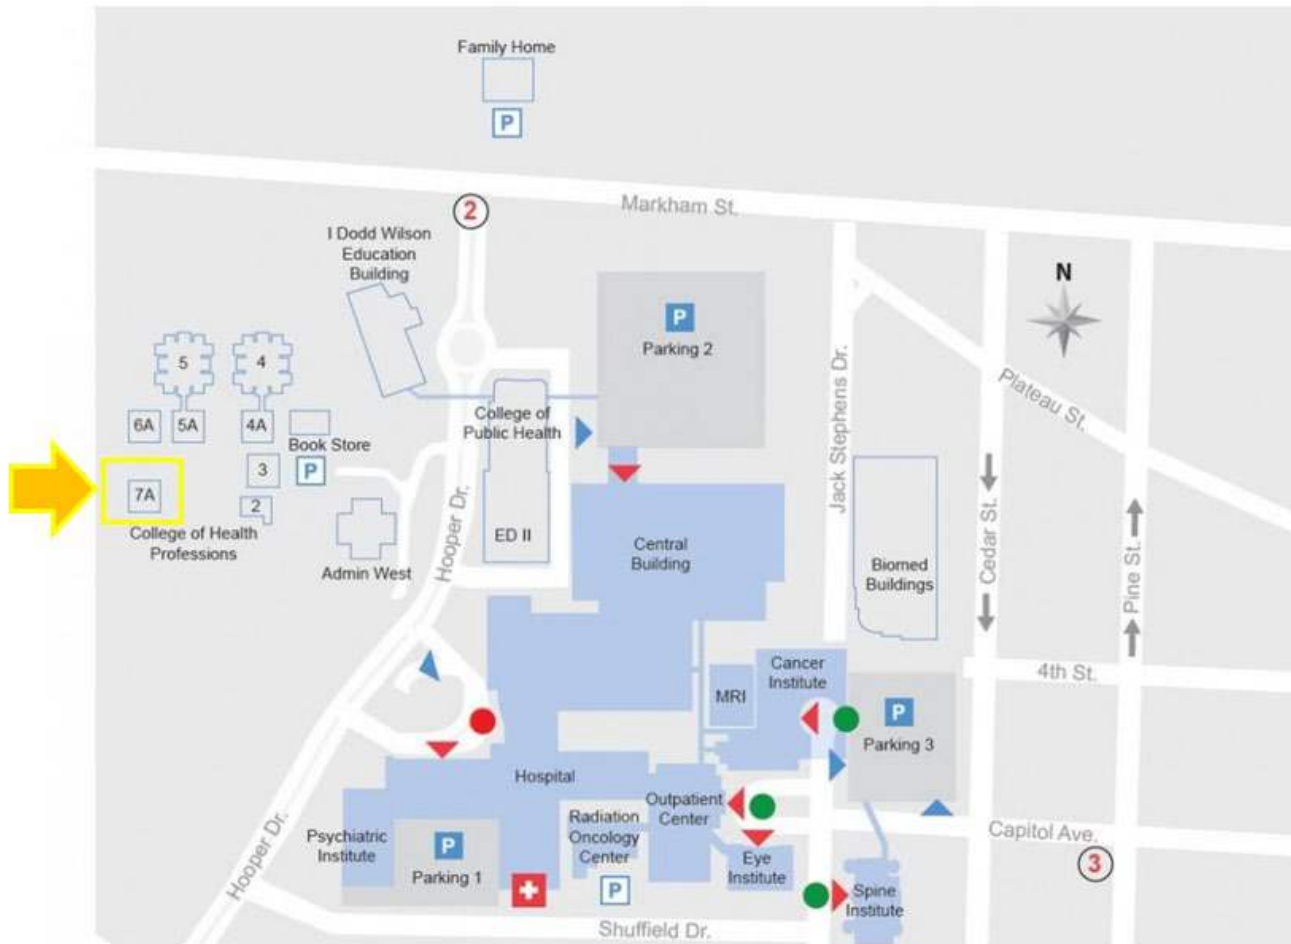 Family Home
P
Markham St.
2
I Dodd Wilson
Education
Building
N
P
Parking 2
5
4
6A
5A
4A
Book Store
P
3
7A
2
College of Health
Professions
Admin West
College of
Public Health
ED II
Hooper Dr.
Central
Building
Jack Stephens Dr.
Biomed
Buildings
Plateau St.
Cedar St.
Pine St.
4th St.
Cancer
Institute
MRI
P
Parking 3
Hospital
Outpatient
Center
Radiation
Oncology
Center
P
Psychiatric
Institute
P
Parking 1
Eye
Institute
Capitol Ave.
3
Spine
Institute
Hooper Dr.
Shuffield Dr.